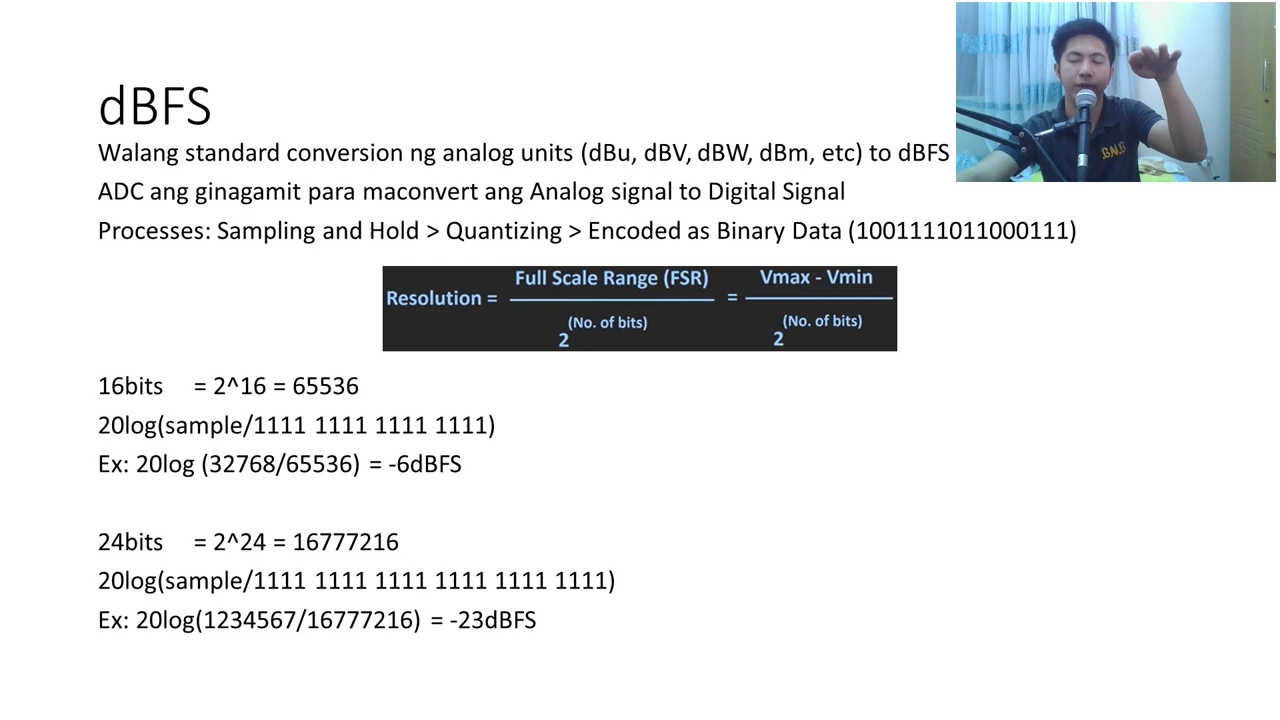 dBFS
Walang standard conversion ng analog units (dBu, dBV, dBW, dBm, etc) to dBFS
ADC ang ginagamit para maconvert ang Analog signal to Digital Signal
Processes: Sampling and Hold > Quantizing > Encoded as Binary Data (1001111011000111)
Resolution = Full Scale Range (FSR) / 2^(No. of bits) = Vmax - Vmin / 2^(No. of bits)
16bits = 2^16 = 65536
20log(sample/1111 1111 1111 1111)
Ex: 20log (32768/65536) = -6dBFS
24bits = 2^24 = 16777216
20log(sample/1111 1111 1111 1111 1111 1111)
Ex: 20log(1234567/16777216) = -23dBFS
B.N.B